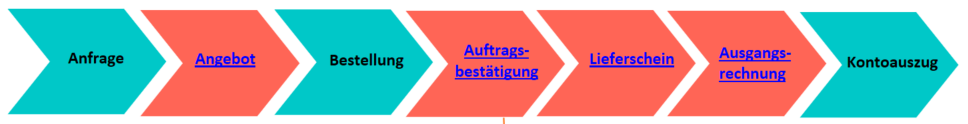 Anfrage
Angebot
Bestellung
Auftrags-
bestätigung
Lieferschein
Ausgangs-
rechnung
Kontoauszug